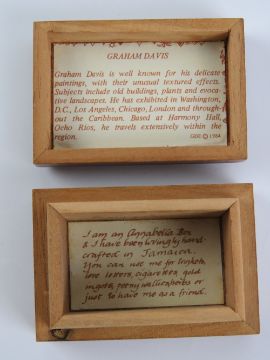 GRAHAM DAVIS
Graham Davis is well known for his delicate
paintings, with their unusual textured effects.
Subjects include old buildings, plants and evoca-
tive landscapes. He has exhibited in Washington,
D.C., Los Angeles, Chicago, London and through-
out the Caribbean. Based at Harmony Hall,
Ocho Rios, he travels extensively within the
region.
© 1984
I am an Annabella Box
& I have been lovingly hand-
crafted in Jamaica.
You can use me for trinkets,
love letters, cigarettes, gold
ingots, peenywallies herbs or
just to have me as a friend.